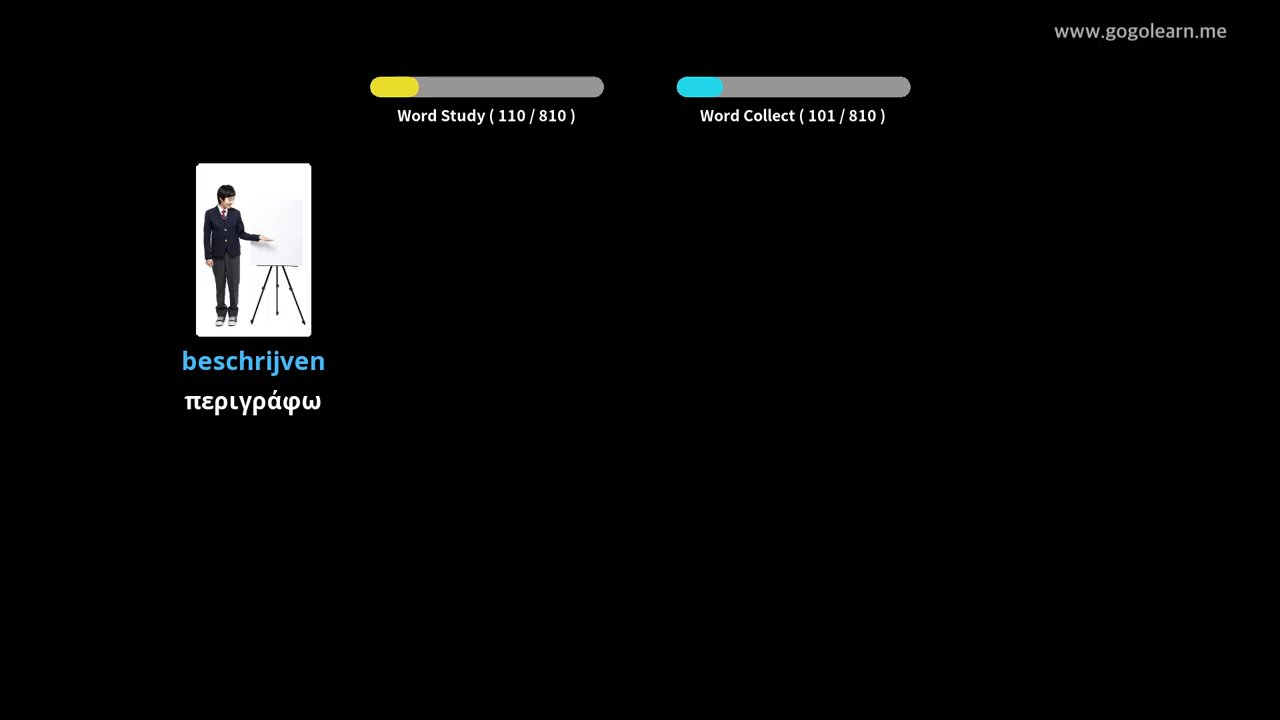 www.gogolearn.me
Word Study ( 110 / 810 )
Word Collect ( 101 / 810 )
beschrijven
περιγράφω